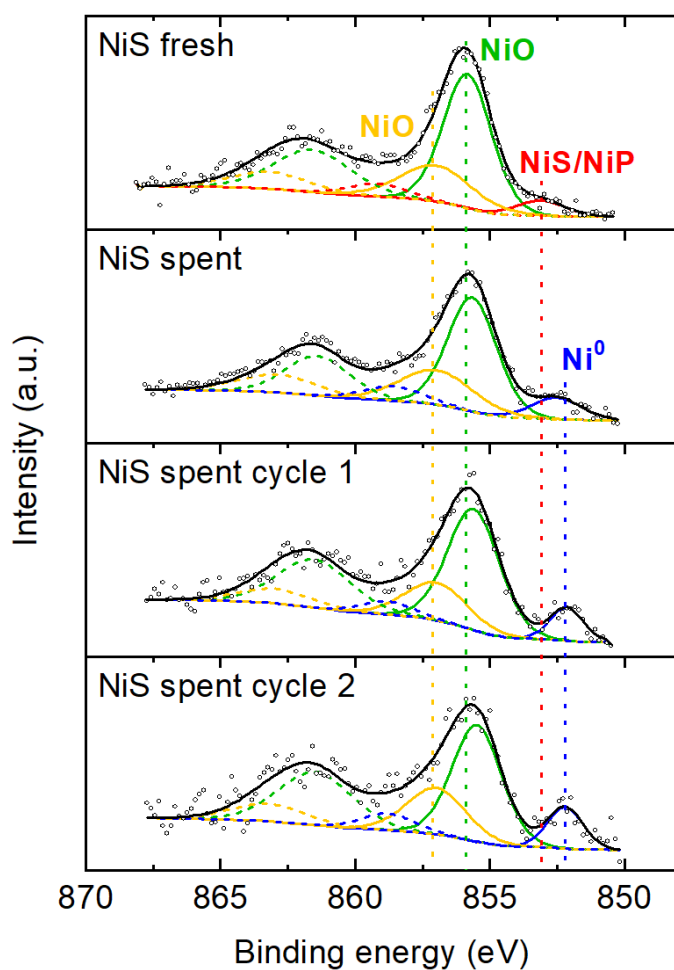 NiS fresh
NiO
NiO
NiS/NiP
NiS spent
Ni⁰
NiS spent cycle 1
NiS spent cycle 2
Intensity (a.u.)
870 865 860 855 850
Binding energy (eV)